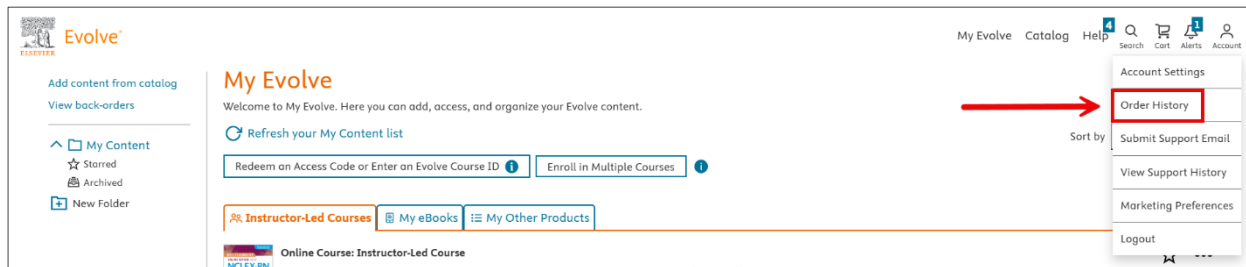 ELSEVIER
Evolve®
My Evolve Catalog Help 4 Search Cart 1 Alerts Account
Add content from catalog
View back-orders
My Content
Starred
Archived
New Folder
My Evolve
Welcome to My Evolve. Here you can add, access, and organize your Evolve content.
Refresh your My Content list
Sort by
Redeem an Access Code or Enter an Evolve Course ID i Enroll in Multiple Courses i
Instructor-Led Courses My eBooks My Other Products
Online Course: Instructor-Led Course
NCLEX-PN
Account Settings
Order History
Submit Support Email
View Support History
Marketing Preferences
Logout